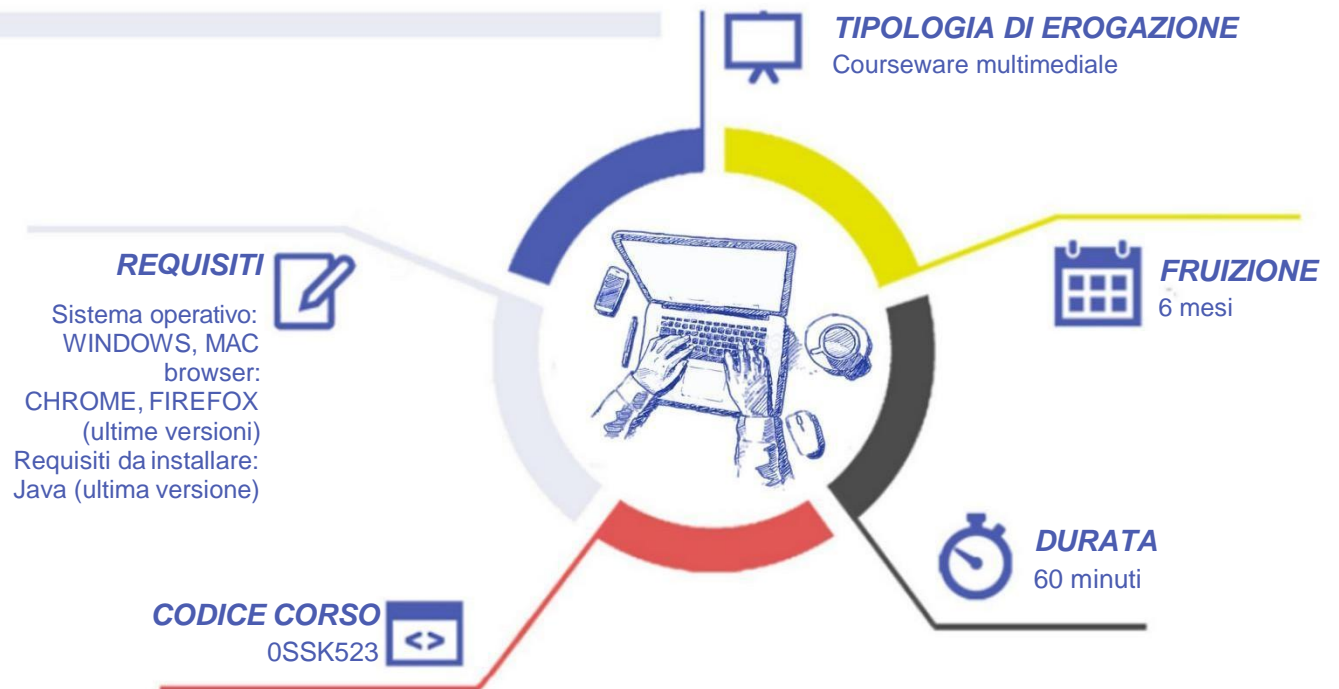 TIPOLOGIA DI EROGAZIONE
Courseware multimediale
REQUISITI
Sistema operativo:
WINDOWS, MAC
browser:
CHROME, FIREFOX
(ultime versioni)
Requisiti da installare:
Java (ultima versione)
FRUIZIONE
6 mesi
DURATA
60 minuti
CODICE CORSO
0SSK523
<>